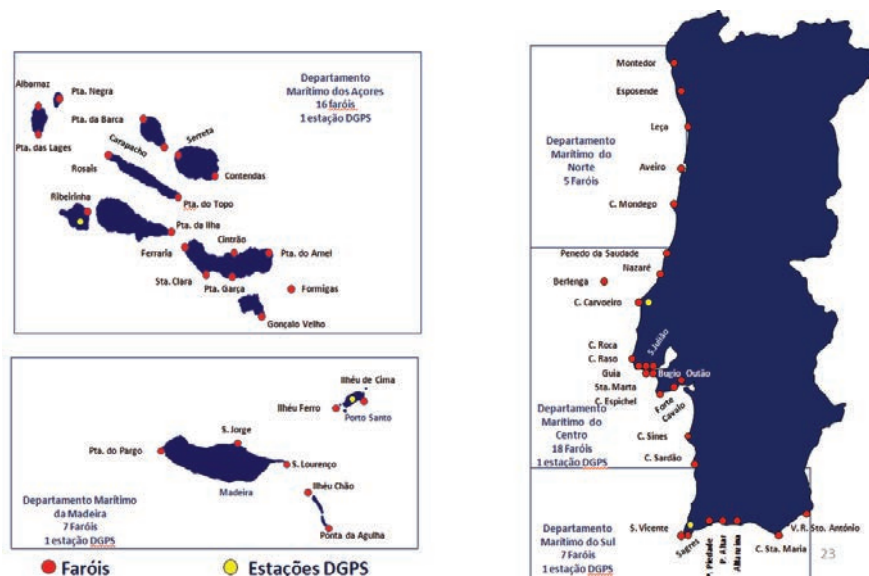 Departamento
Marítimo dos Açores
16 faróis
1 estação DGPS
Albarnaz
Pta. Negra
Pta. da Barca
Pta. das Lages
Carapacho
Serreta
Rosais
Contendas
Ribeirinha
Pta. do Topo
Pta. da Ilha
Cintrão
Ferraria
Pta. do Arnel
Sta. Clara
Pta. Garça
Formigas
Gonçalo Velho
Ilhéu de Cima
Ilhéu Ferro
Porto Santo
S. Jorge
Pta. do Pargo
S. Lourenço
Madeira
Ilhéu Chão
Ponta da Agulha
Departamento Marítimo
da Madeira
7 Faróis
1 estação DGPS
Faróis
Estações DGPS
Montedor
Esposende
Leça
Departamento
Marítimo do
Norte
5 Faróis
Aveiro
C. Mondego
Penedo da Saudade
Nazaré
Berlenga
C. Carvoeiro
C. Roca
S. Julião
C. Raso
Guia
Bugio
Outão
Sta. Marta
C. Espichel
Forte
Cavalo
Departamento
Marítimo do
Centro
18 Faróis
1 estação DGPS
C. Sines
C. Sardão
Departamento
Marítimo do Sul
7 Faróis
1 estação DGPS
S. Vicente
Sagres
P. Piedade
P. Altar
Alfanzina
C. Sta. Maria
V. R. Sto. António
23